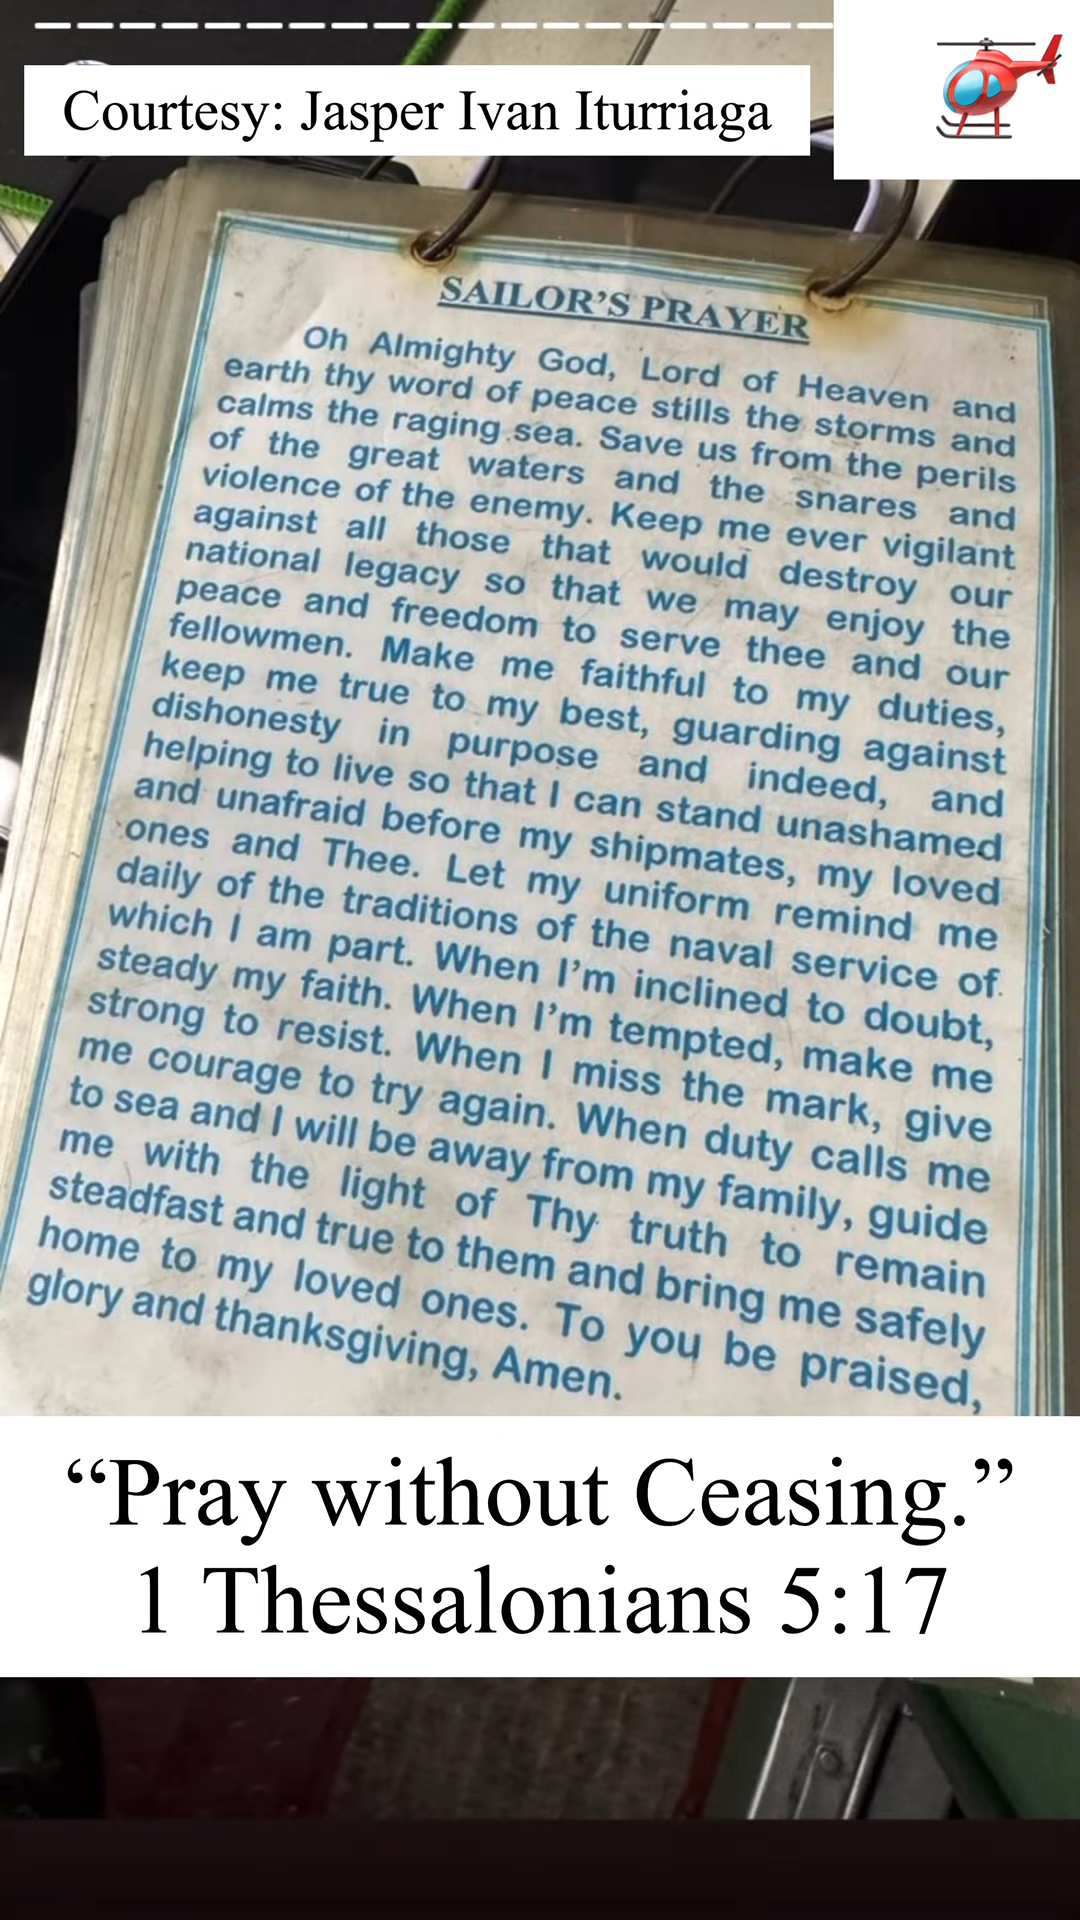 Courtesy: Jasper Ivan Iturriaga
SAILOR'S PRAYER
Oh Almighty God, Lord of Heaven and
earth thy word of peace stills the storms and
calms the raging sea. Save us from the perils
of the great waters and the snares and
violence of the enemy. Keep me ever vigilant
against all those that would destroy our
national legacy so that we may enjoy the
peace and freedom to serve thee and our
fellowmen. Make me faithful to my duties,
keep me true to my best, guarding against
dishonesty in purpose and indeed, and
helping to live so that I can stand unashamed
and unafraid before my shipmates, my loved
ones and Thee. Let my uniform remind me
daily of the traditions of the naval service of
which I am part. When I'm inclined to doubt,
steady my faith. When I'm tempted, make me
strong to resist. When I miss the mark, give
me courage to try again. When duty calls me
to sea and I will be away from my family, guide
me with the light of Thy truth to remain
steadfast and true to them and bring me safely
home to my loved ones. To you be praised,
glory and thanksgiving, Amen.
“Pray without Ceasing.”
1 Thessalonians 5:17